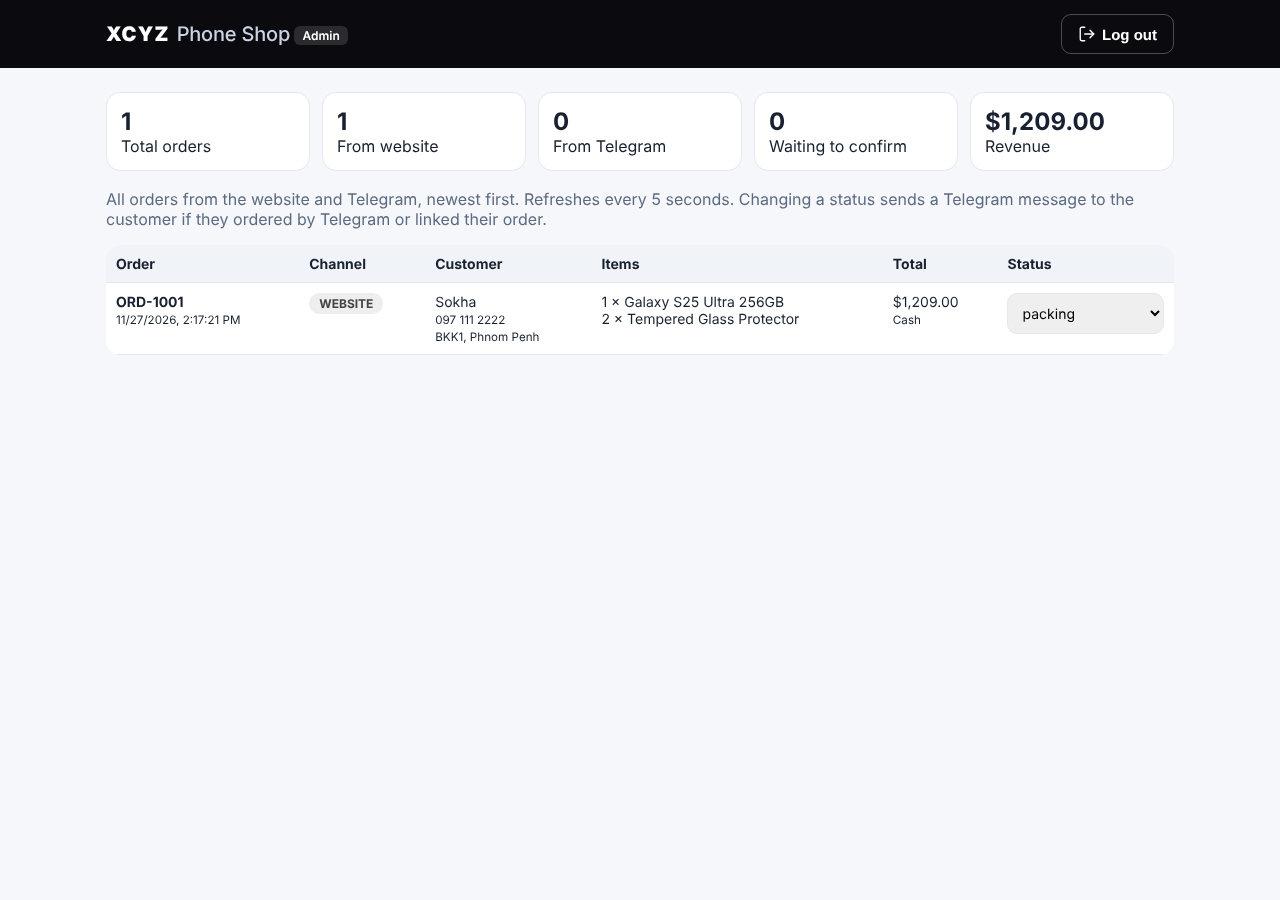 XCYZ Phone Shop Admin
Log out
1
Total orders
1
From website
0
From Telegram
0
Waiting to confirm
$1,209.00
Revenue
All orders from the website and Telegram, newest first. Refreshes every 5 seconds. Changing a status sends a Telegram message to the
customer if they ordered by Telegram or linked their order.
Order Channel Customer Items Total Status
ORD-1001
11/27/2026, 2:17:21 PM
WEBSITE
Sokha
097 111 2222
BKK1, Phnom Penh
1 × Galaxy S25 Ultra 256GB
2 × Tempered Glass Protector
$1,209.00
Cash
packing